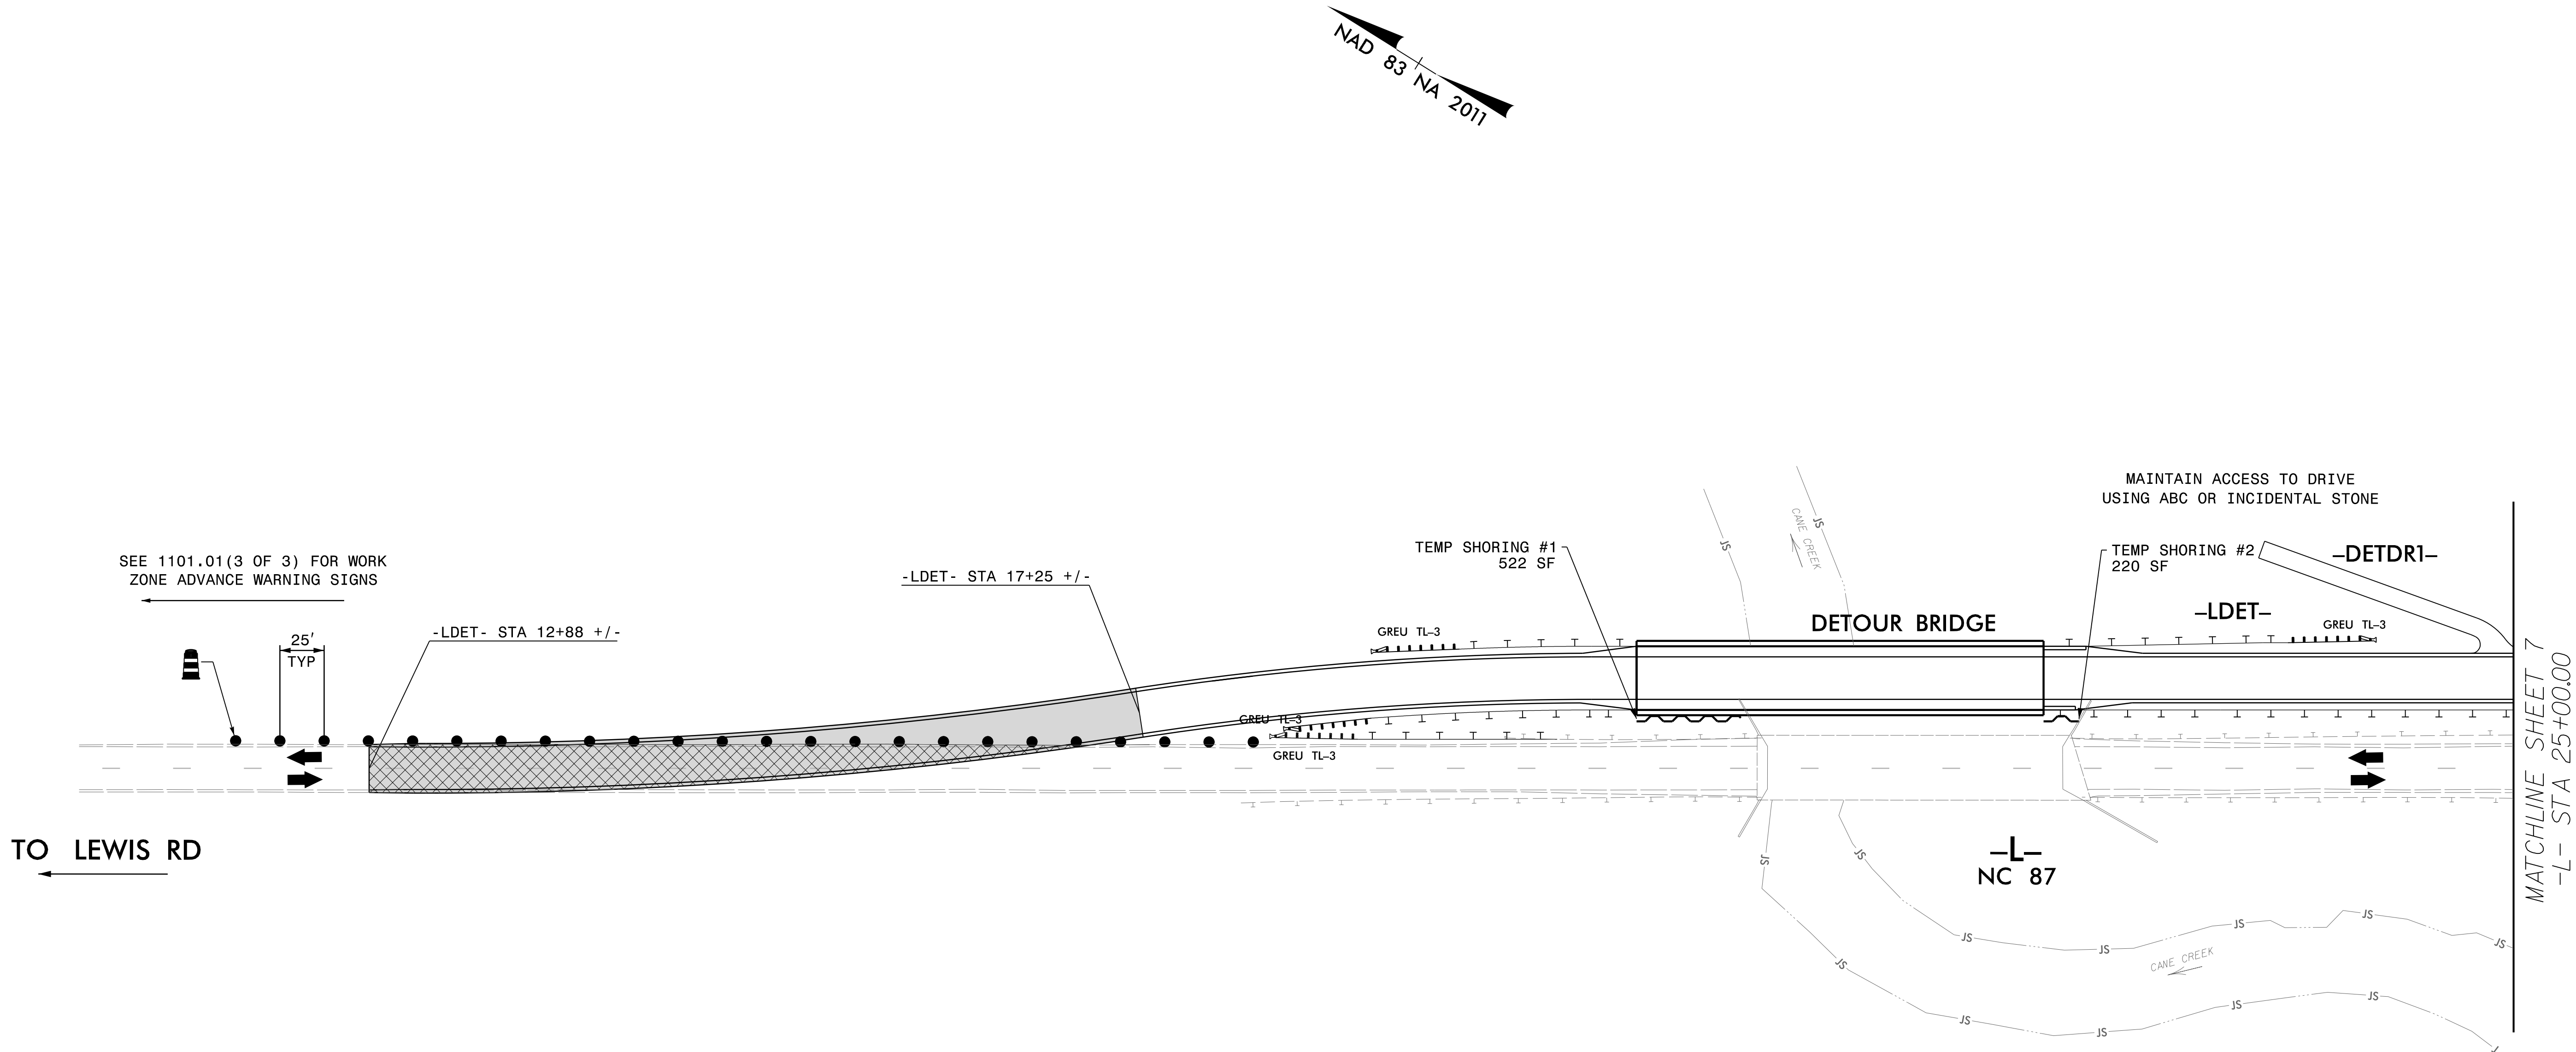 NAD 83 NA 2011
MAINTAIN ACCESS TO DRIVE
USING ABC OR INCIDENTAL STONE
SEE 1101.01(3 OF 3) FOR WORK
ZONE ADVANCE WARNING SIGNS
-LDET- STA 17+25 +/-
TEMP SHORING #1
522 SF
JS
JS
CANE CREEK
TEMP SHORING #2
220 SF
-DETDR1-
-LDET-
25'
TYP
-LDET- STA 12+88 +/-
GREU TL-3
DETOUR BRIDGE
GREU TL-3
GREU TL-3
GREU TL-3
MATCHLINE SHEET 7
-L- STA 25+00.00
TO LEWIS RD
-L-
NC 87
JS
JS
JS
JS
JS
JS
JS
CANE CREEK
JS
JS
JS
JS
JS